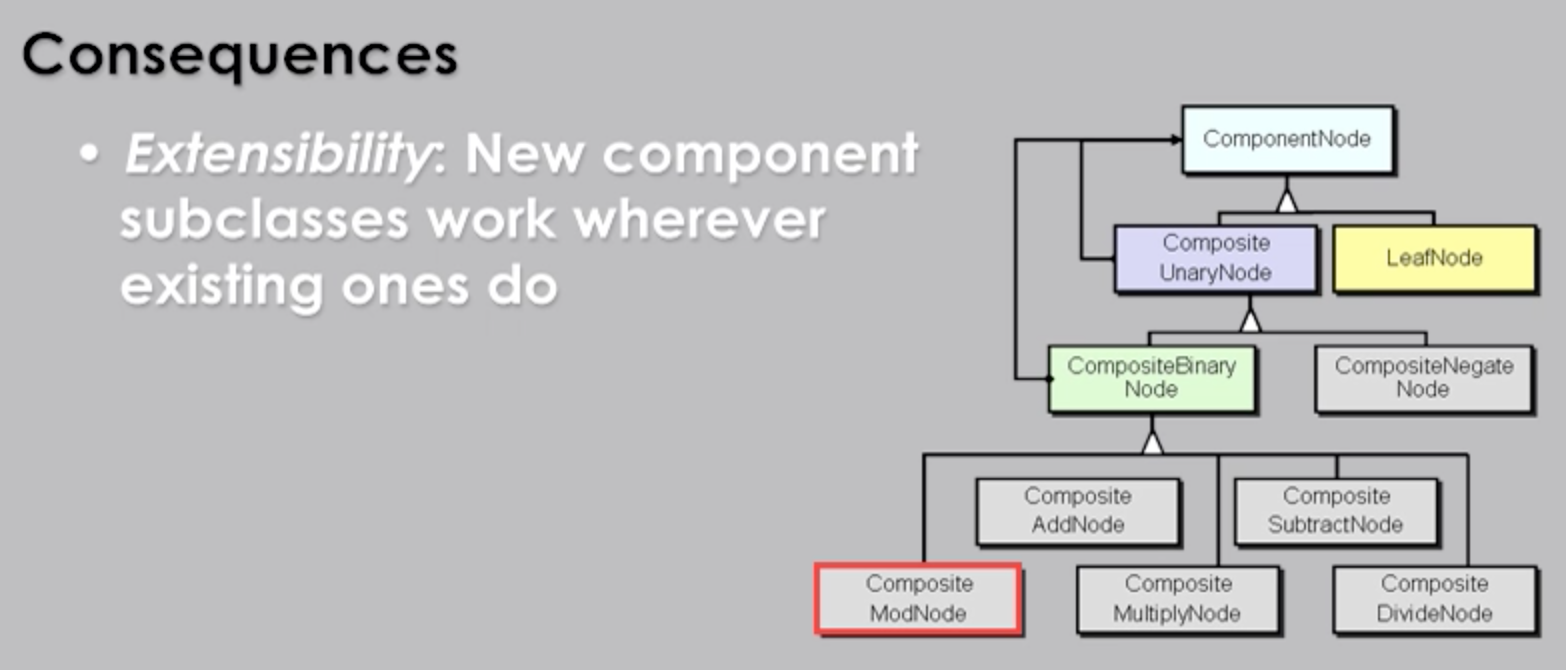 Consequences
• Extensibility: New component
subclasses work wherever
existing ones do
ComponentNode
Composite
UnaryNode
LeafNode
CompositeBinary
Node
CompositeNegate
Node
Composite
AddNode
Composite
SubtractNode
Composite
ModNode
Composite
MultiplyNode
Composite
DivideNode